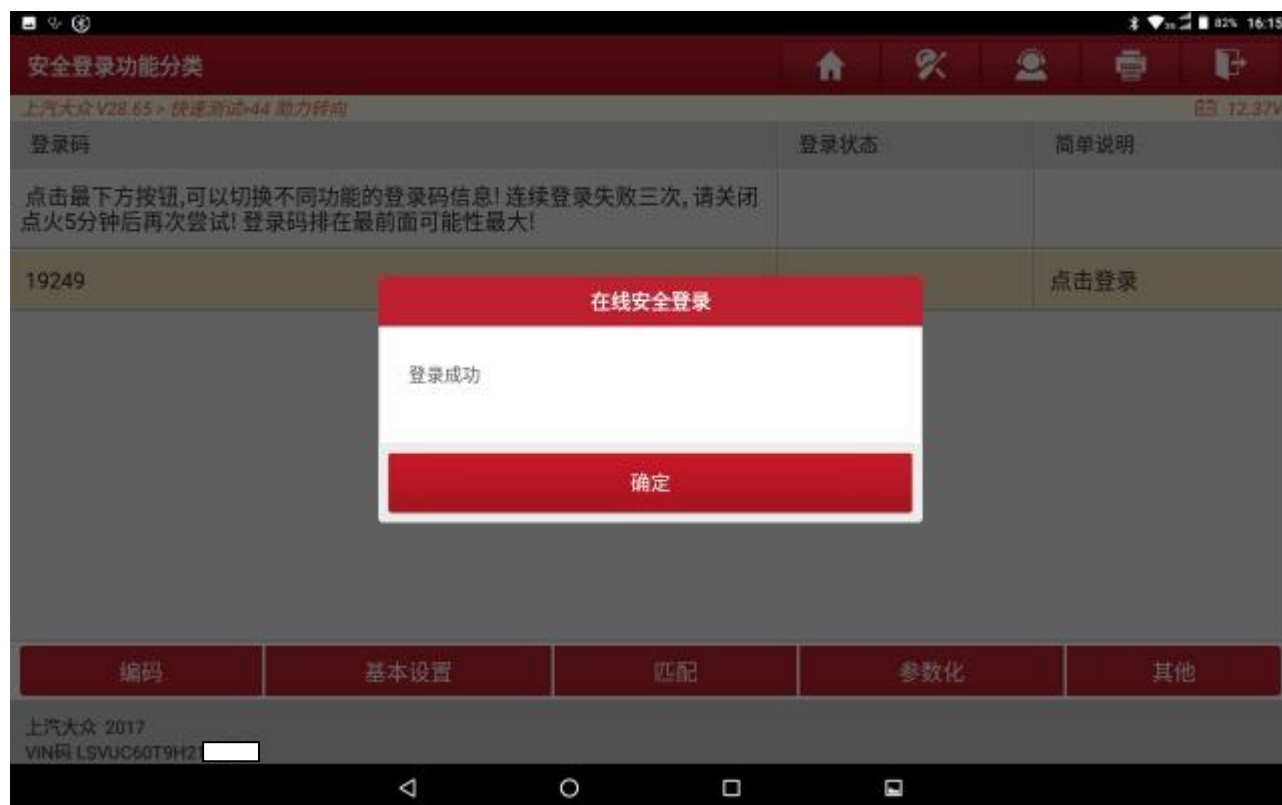 82% 16:15
安全登录功能分类
上汽大众 V28.65 > 快速测试>44 助力转向
12.37V
登录码 登录状态 简单说明
点击最下方按钮,可以切换不同功能的登录码信息! 连续登录失败三次, 请关闭
点火5分钟后再次尝试! 登录码排在最前面可能性最大!
19249 点击登录
在线安全登录
登录成功
确定
编码 基本设置 匹配 参数化 其他
上汽大众 2017
VIN码 LSVUC60T9H2